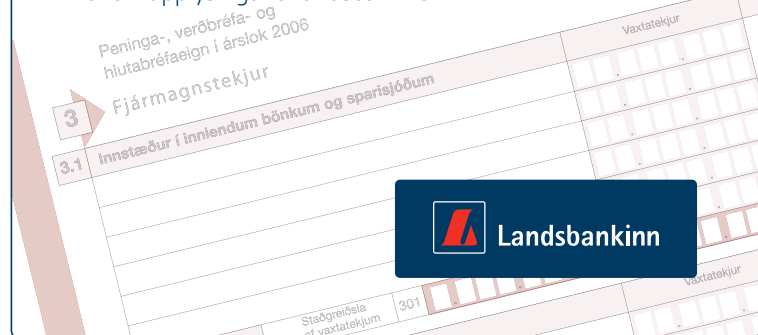 Peninga-, verðbréfa- og
hlutabréfaeign í árslok 2006
Vaxtatekjur
3 Fjármagnstekjur
3.1 Innstæður í innlendum bönkum og sparisjóðum
Landsbankinn
Vaxtatekjur
Staðgreiðsla
af vaxtatekjum
301